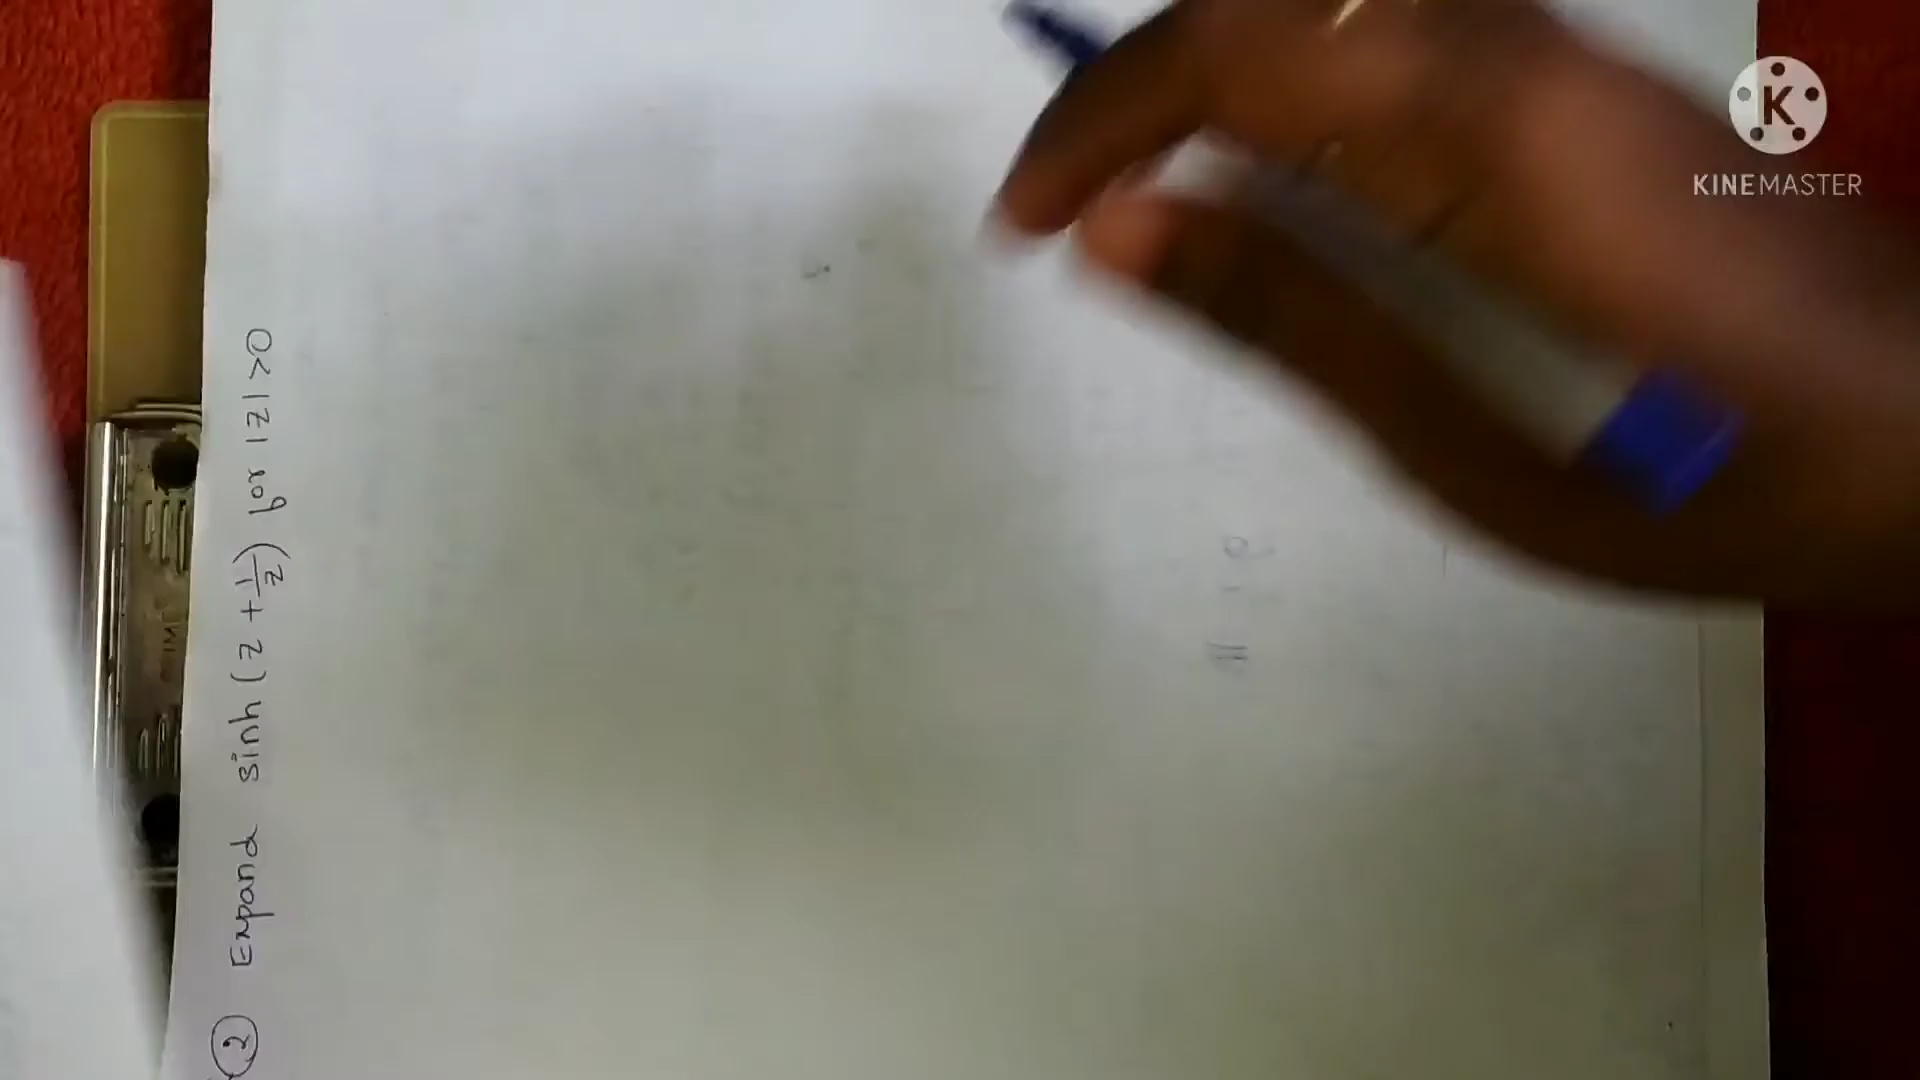 ② Expand sinh (z + 1/z) for |z| >0
KINEMASTER